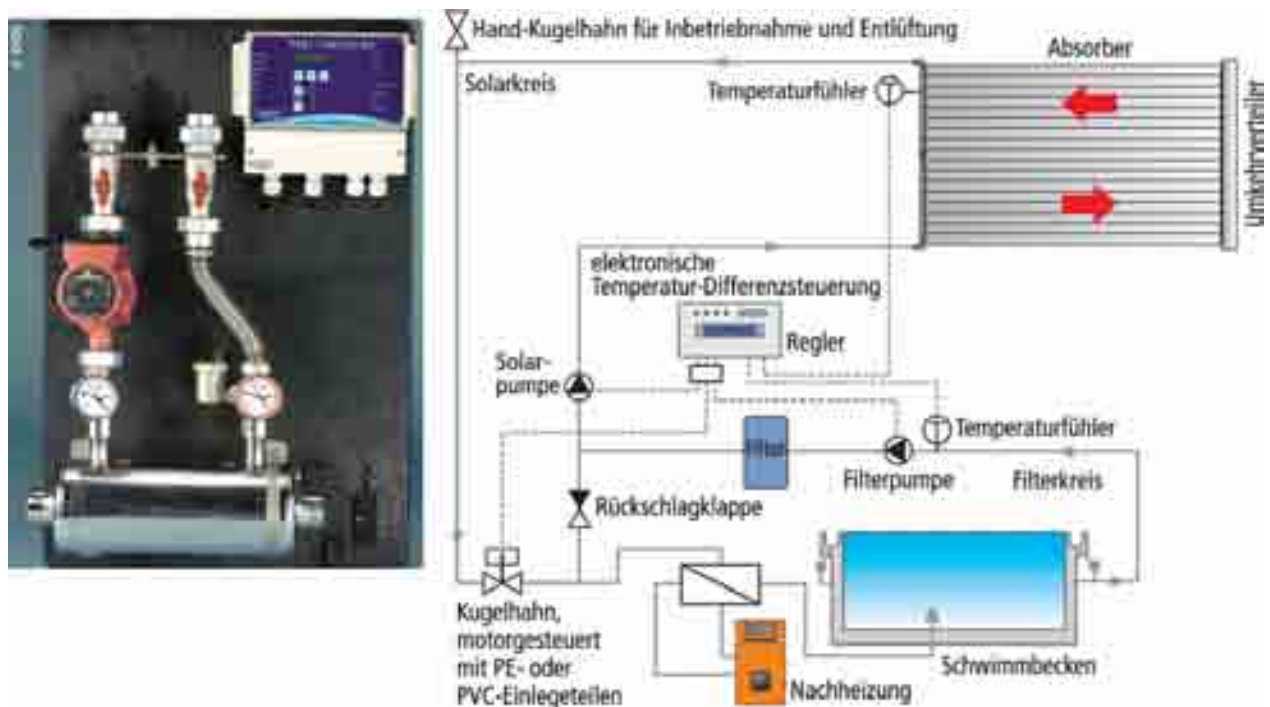 Hand-Kugelhahn für Inbetriebnahme und Entlüftung
Absorber
Solarkreis
Temperaturfühler
T
Umkehrverteiler
elektronische
Temperatur-Differenzsteuerung
Regler
Solar-
pumpe
Filter
T
Temperaturfühler
Filterpumpe
Filterkreis
Rückschlagklappe
Kugelhahn,
motorgesteuert
mit PE- oder
PVC-Einlegeteilen
Nachheizung
Schwimmbecken